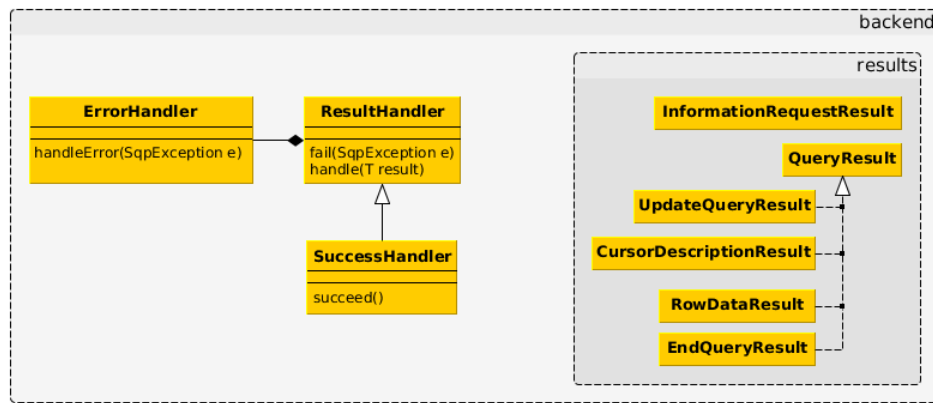 backend
results
ErrorHandler
handleError(SqpException e)
ResultHandler
fail(SqpException e)
handle(T result)
SuccessHandler
succeed()
InformationRequestResult
QueryResult
UpdateQueryResult
CursorDescriptionResult
RowDataResult
EndQueryResult